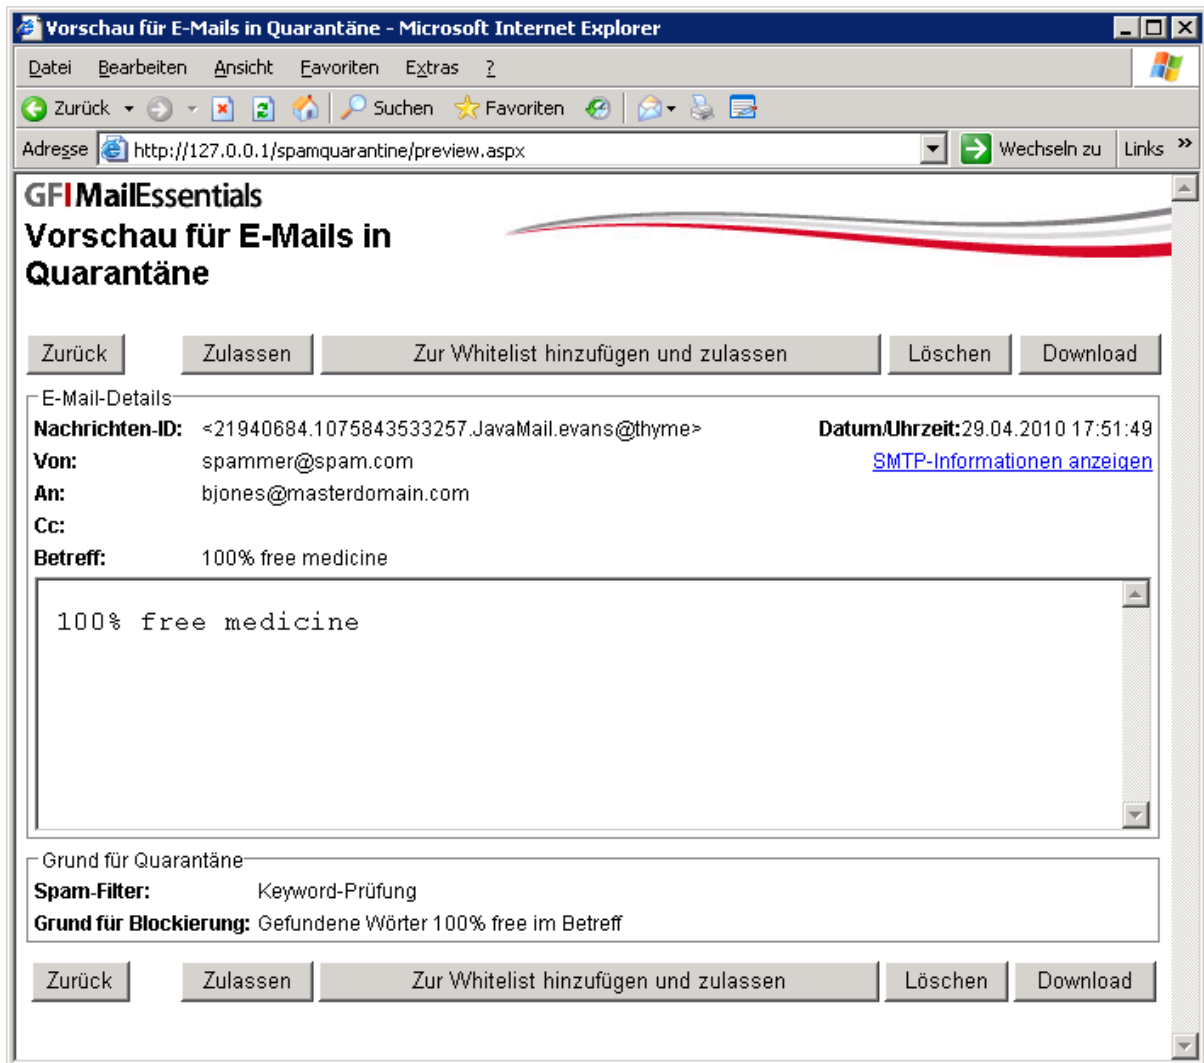 Vorschau für E-Mails in Quarantäne - Microsoft Internet Explorer
Datei Bearbeiten Ansicht Favoriten Extras ?
Zurück Suchen Favoriten
Adresse http://127.0.0.1/spamquarantine/preview.aspx Wechseln zu Links »
GFI MailEssentials
Vorschau für E-Mails in
Quarantäne
Zurück Zulassen Zur Whitelist hinzufügen und zulassen Löschen Download
E-Mail-Details
Nachrichten-ID: <21940684.1075843533257.JavaMail.evans@thyme> Datum/Uhrzeit:29.04.2010 17:51:49
Von: spammer@spam.com SMTP-Informationen anzeigen
An: bjones@masterdomain.com
Cc:
Betreff: 100% free medicine
100% free medicine
Grund für Quarantäne
Spam-Filter: Keyword-Prüfung
Grund für Blockierung: Gefundene Wörter 100% free im Betreff
Zurück Zulassen Zur Whitelist hinzufügen und zulassen Löschen Download